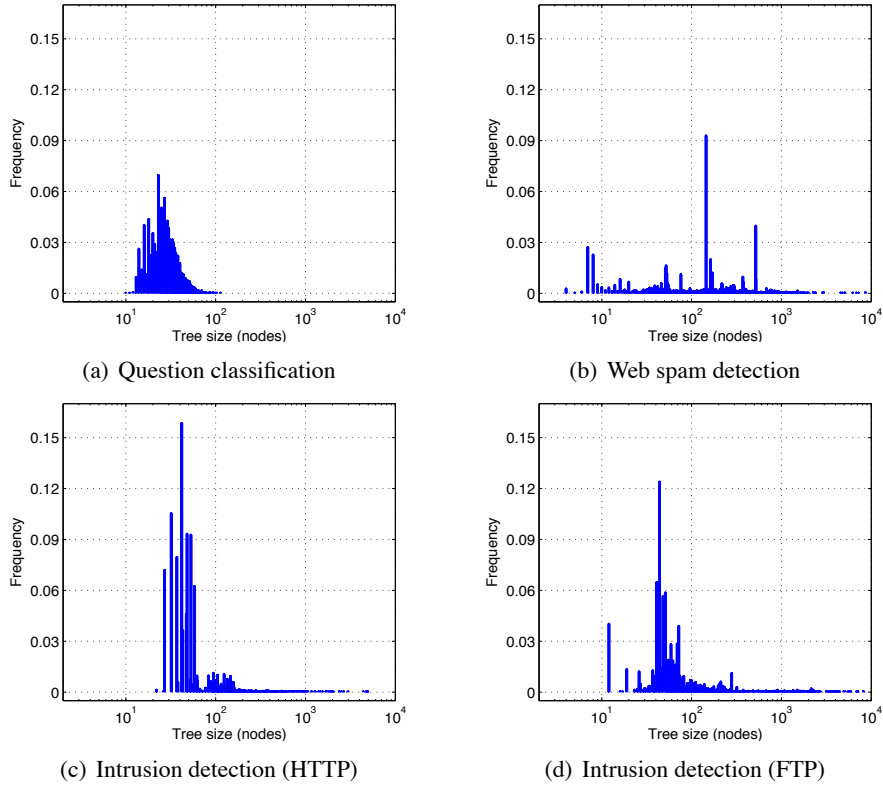 0.15
0.12
0.09
0.06
0.03
0
Frequency
10^1 10^2 10^3 10^4
Tree size (nodes)
(a) Question classification
0.15
0.12
0.09
0.06
0.03
0
Frequency
10^1 10^2 10^3 10^4
Tree size (nodes)
(b) Web spam detection
0.15
0.12
0.09
0.06
0.03
0
Frequency
10^1 10^2 10^3 10^4
Tree size (nodes)
(c) Intrusion detection (HTTP)
0.15
0.12
0.09
0.06
0.03
0
Frequency
10^1 10^2 10^3 10^4
Tree size (nodes)
(d) Intrusion detection (FTP)